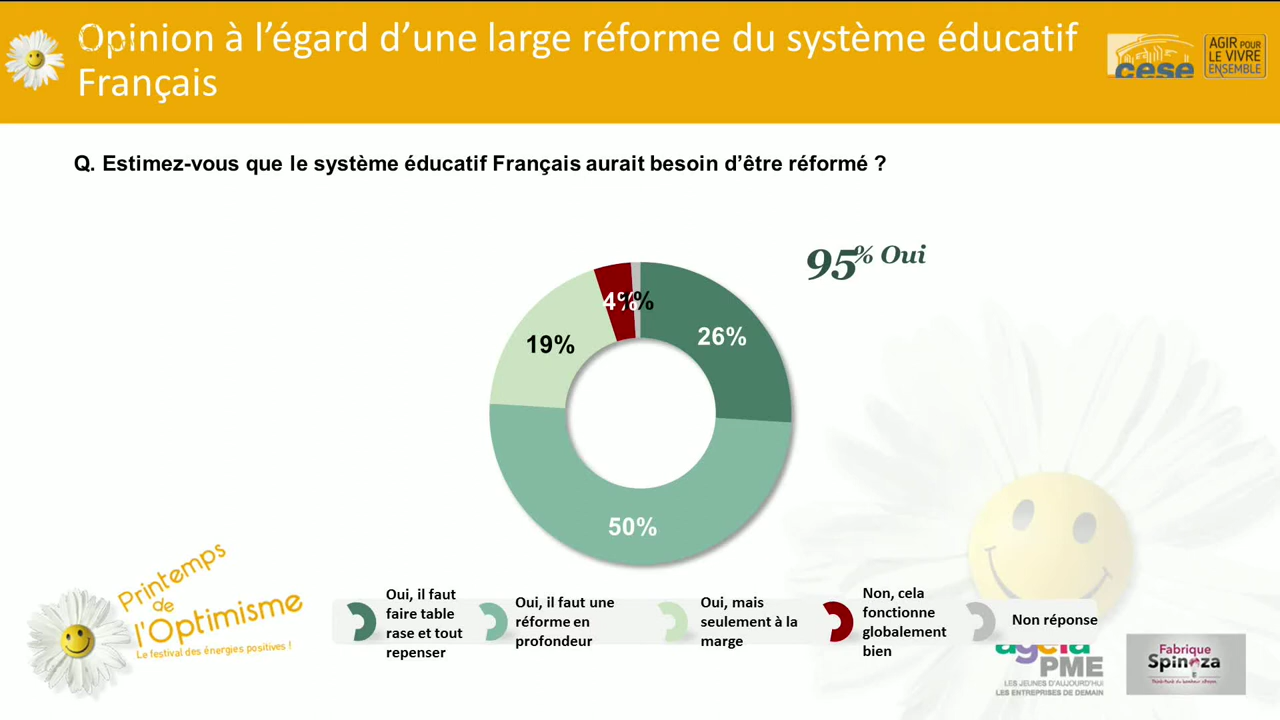 Opinion à l'égard d'une large réforme du système éducatif
Français
cese
AGIR POUR
LE VIVRE
ENSEMBLE
Q. Estimez-vous que le système éducatif Français aurait besoin d'être réformé ?
95% Oui
4%
1%
19%
26%
50%
Printemps
de
l'Optimisme
Le festival des énergies positives !
Oui, il faut
faire table
rase et tout
repenser
Oui, il faut une
réforme en
profondeur
Oui, mais
seulement à la
marge
Non, cela
fonctionne
globalement
bien
Non réponse
PME
LES JEUNES D'AUJOURD'HUI
LES ENTREPRISES DE DEMAIN
Fabrique
Spinoza